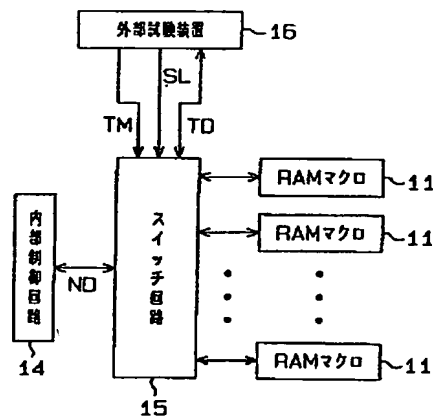 外部試験装置
16
SL
TM
TD
RAMマクロ
11
内部制御回路
スイッチ回路
RAMマクロ
11
ND
14
RAMマクロ
11
15